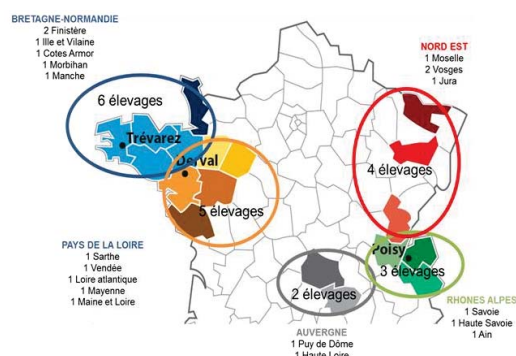 BRETAGNE-NORMANDIE
2 Finistère
1 Ille et Vilaine
1 Cotes Armor
1 Morbihan
1 Manche
NORD EST
1 Moselle
2 Vosges
1 Jura
6 élevages
Trévarez
Derval
4 élevages
5 élevages
PAYS DE LA LOIRE
1 Sarthe
1 Vendée
1 Loire atlantique
1 Mayenne
1 Maine et Loire
Poisy
3 élevages
2 élevages
RHONES ALPES
1 Savoie
1 Haute Savoie
1 Ain
AUVERGNE
1 Puy de Dôme
1 Haute Loire